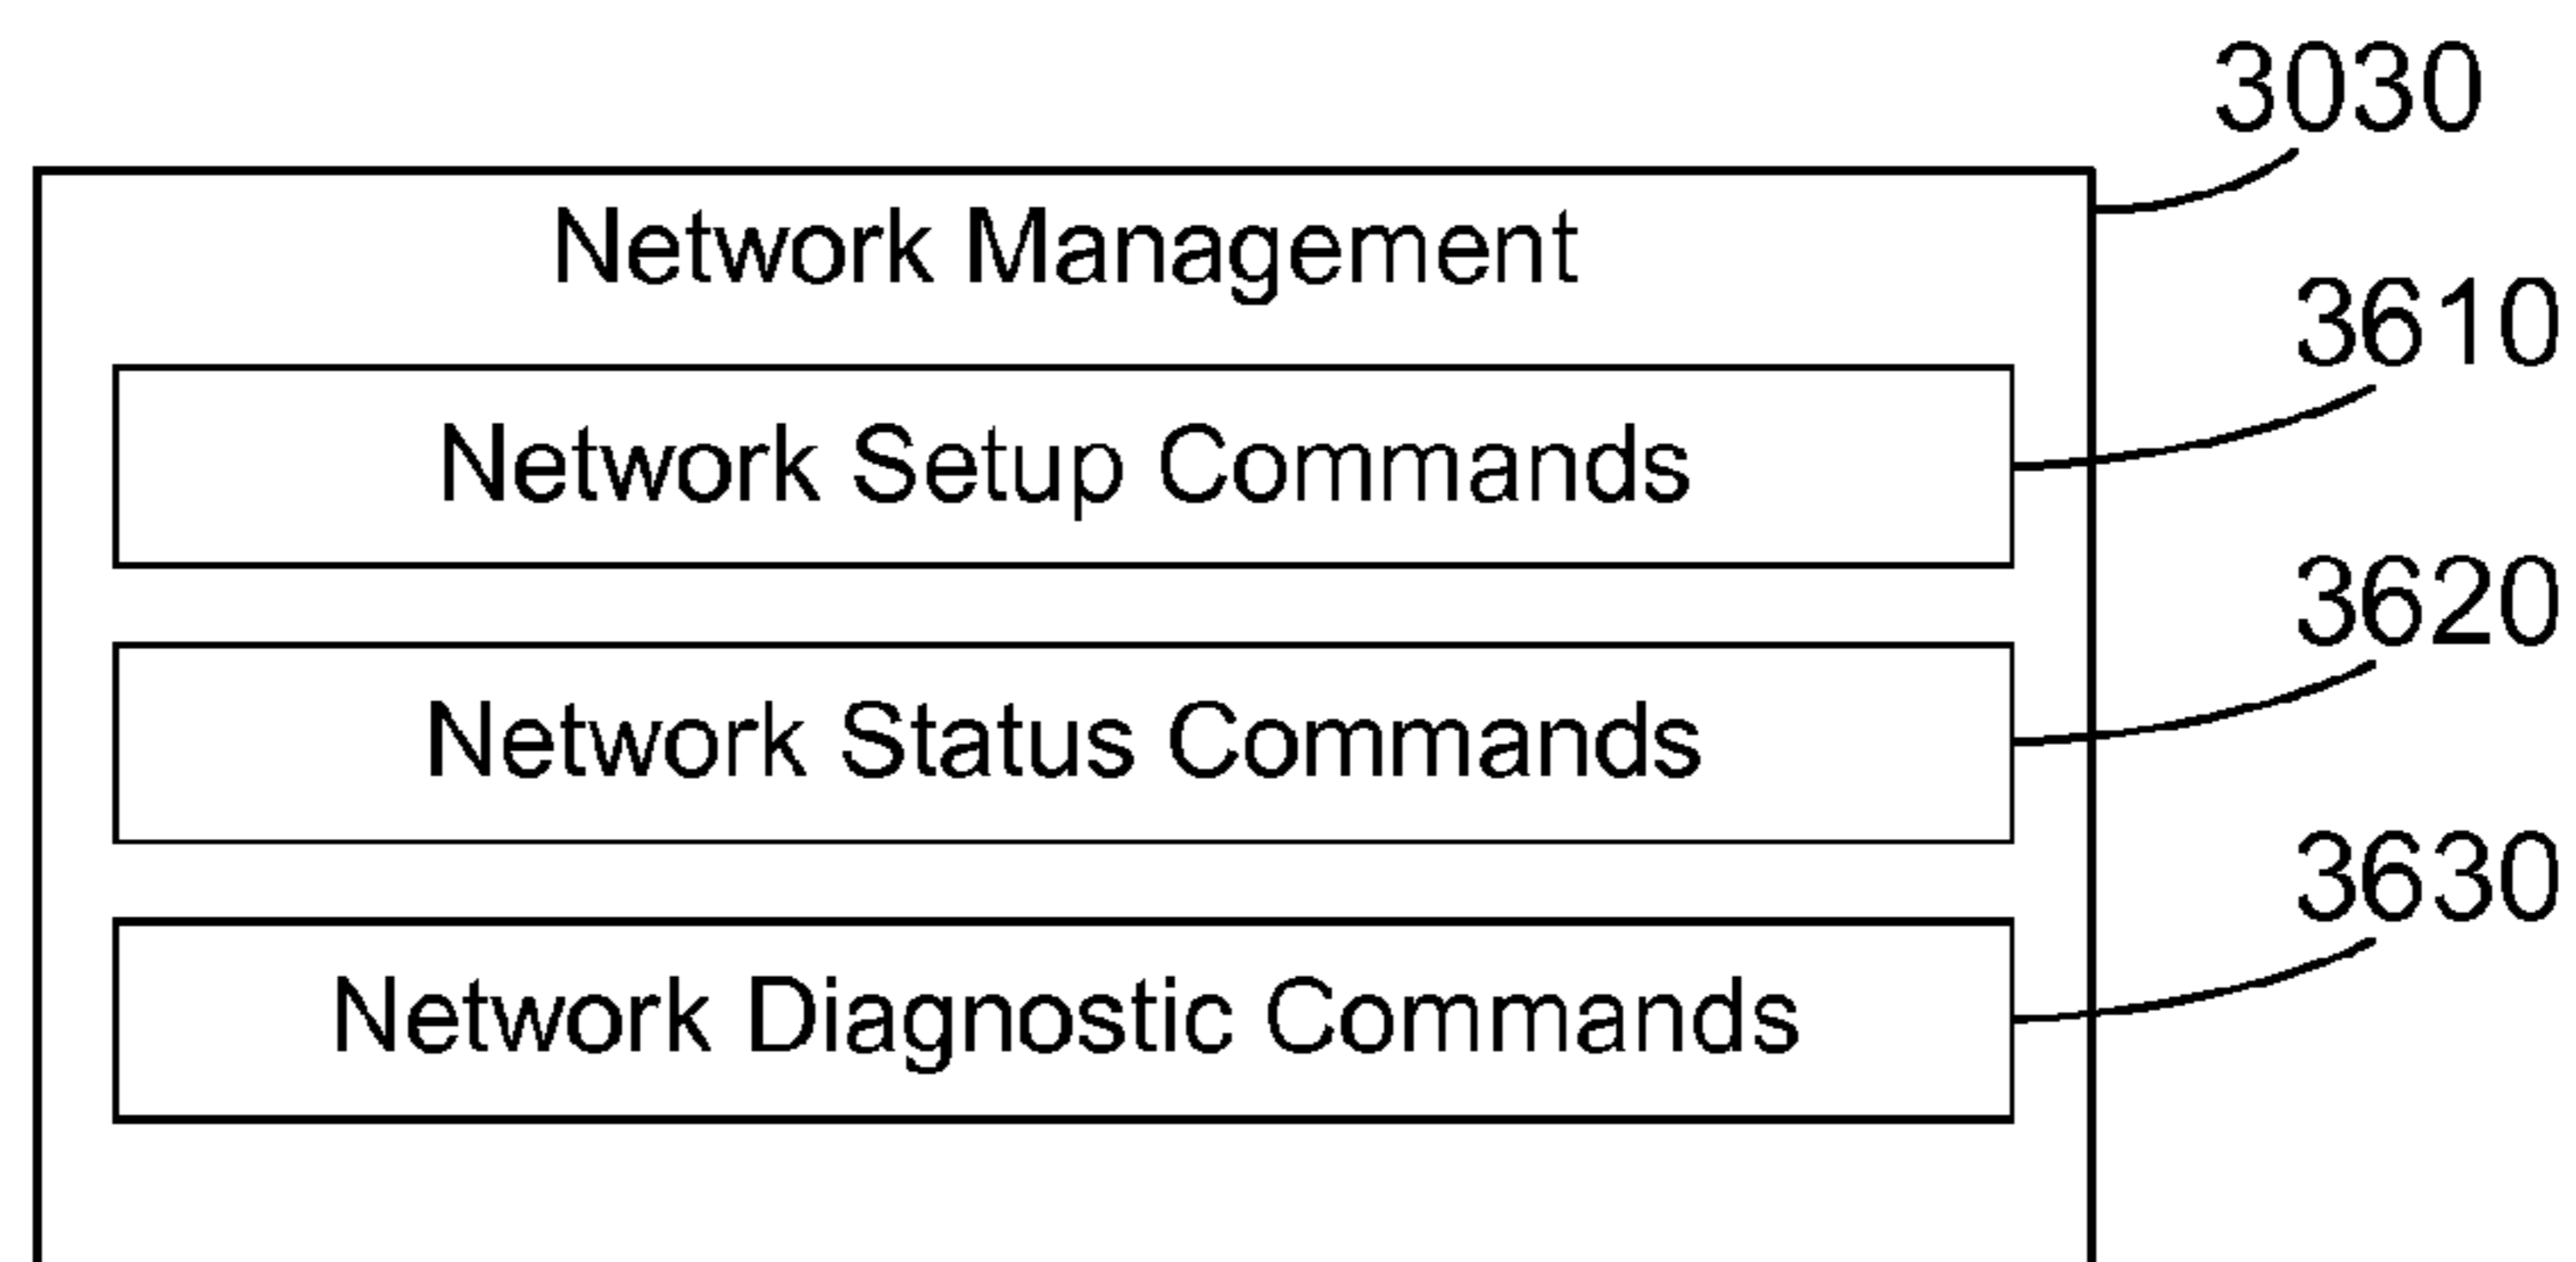 3030
Network Management
3610
Network Setup Commands
3620
Network Status Commands
3630
Network Diagnostic Commands